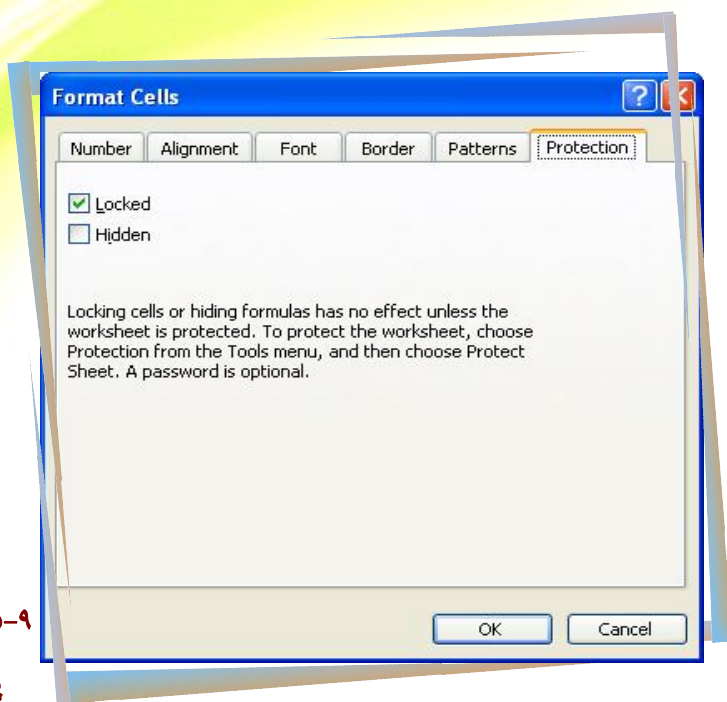 Format Cells
Number Alignment Font Border Patterns Protection
Locked
Hidden
Locking cells or hiding formulas has no effect unless the
worksheet is protected. To protect the worksheet, choose
Protection from the Tools menu, and then choose Protect
Sheet. A password is optional.
OK Cancel